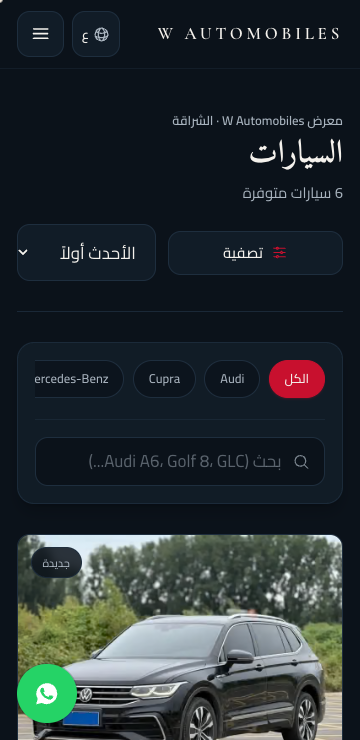 W AUTOMOBILES
ع
معرض W Automobiles · الشراقة
السيارات
6 سيارات متوفرة
تصفية
الأحدث أولاً
الكل
Audi
Cupra
ercedes-Benz
بحث (Audi A6، Golf 8، GLC...)
جديدة